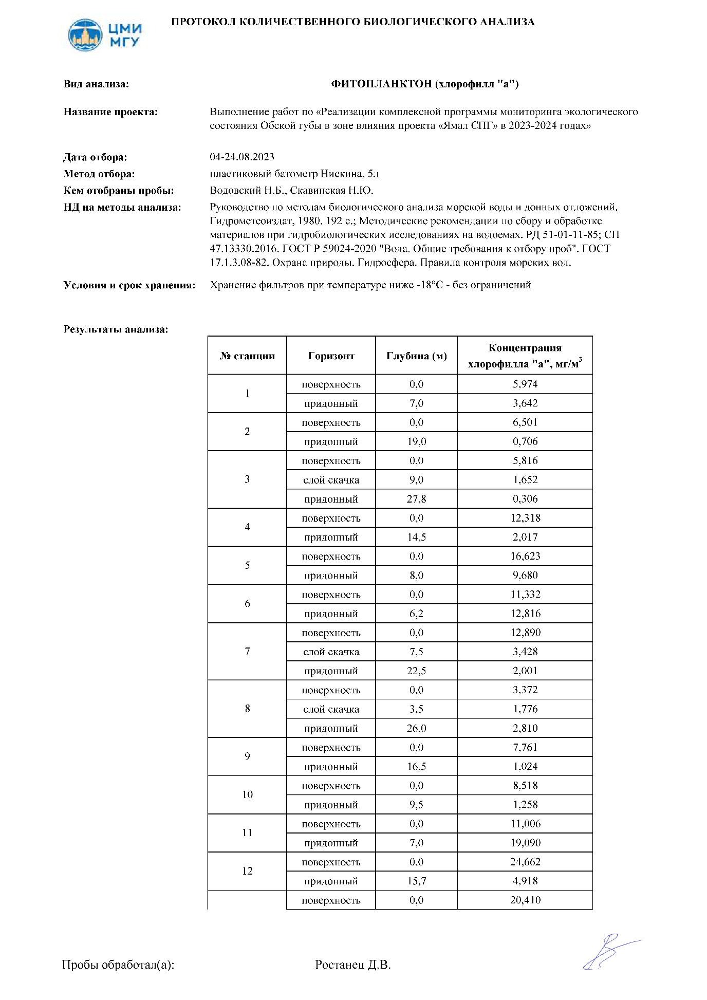 ЦМИ
МГУ
ПРОТОКОЛ КОЛИЧЕСТВЕННОГО БИОЛОГИЧЕСКОГО АНАЛИЗА
Вид анализа: ФИТОПЛАНКТОН (хлорофилл "а")
Название проекта: Выполнение работ по «Реализации комплексной программы мониторинга экологического
состояния Обской губы в зоне влияния проекта «Ямал СПГ» в 2023-2024 годах»
Дата отбора: 04-24.08.2023
Метод отбора: пластиковый батометр Нискина, 5л
Кем отобраны пробы: Водовский Н.Б., Скавинская Н.Ю.
НД на методы анализа: Руководство по методам биологического анализа морской воды и донных отложений.
Гидрометеоиздат, 1980. 192 с.; Методические рекомендации по сбору и обработке
материалов при гидробиологических исследованиях на водоемах. РД 51-01-11-85; СП
47.13330.2016. ГОСТ Р 59024-2020 "Вода. Общие требования к отбору проб". ГОСТ
17.1.3.08-82. Охрана природы. Гидросфера. Правила контроля морских вод.
Условия и срок хранения: Хранение фильтров при температуре ниже -18°С - без ограничений
Результаты анализа:
№ станции Горизонт Глубина (м) Концентрация хлорофилла "а", мг/м³
1 поверхность 0,0 5,974
придонный 7,0 3,642
2 поверхность 0,0 6,501
придонный 19,0 0,706
3 поверхность 0,0 5,816
слой скачка 9,0 1,652
придонный 27,8 0,306
4 поверхность 0,0 12,318
придонный 14,5 2,017
5 поверхность 0,0 16,623
придонный 8,0 9,680
6 поверхность 0,0 11,332
придонный 6,2 12,816
7 поверхность 0,0 12,890
слой скачка 7,5 3,428
придонный 22,5 2,001
8 поверхность 0,0 3,372
слой скачка 3,5 1,776
придонный 26,0 2,810
9 поверхность 0,0 7,761
придонный 16,5 1,024
10 поверхность 0,0 8,518
придонный 9,5 1,258
11 поверхность 0,0 11,006
придонный 7,0 19,090
12 поверхность 0,0 24,662
придонный 15,7 4,918
поверхность 0,0 20,410
Пробы обработал(а): Ростанец Д.В.